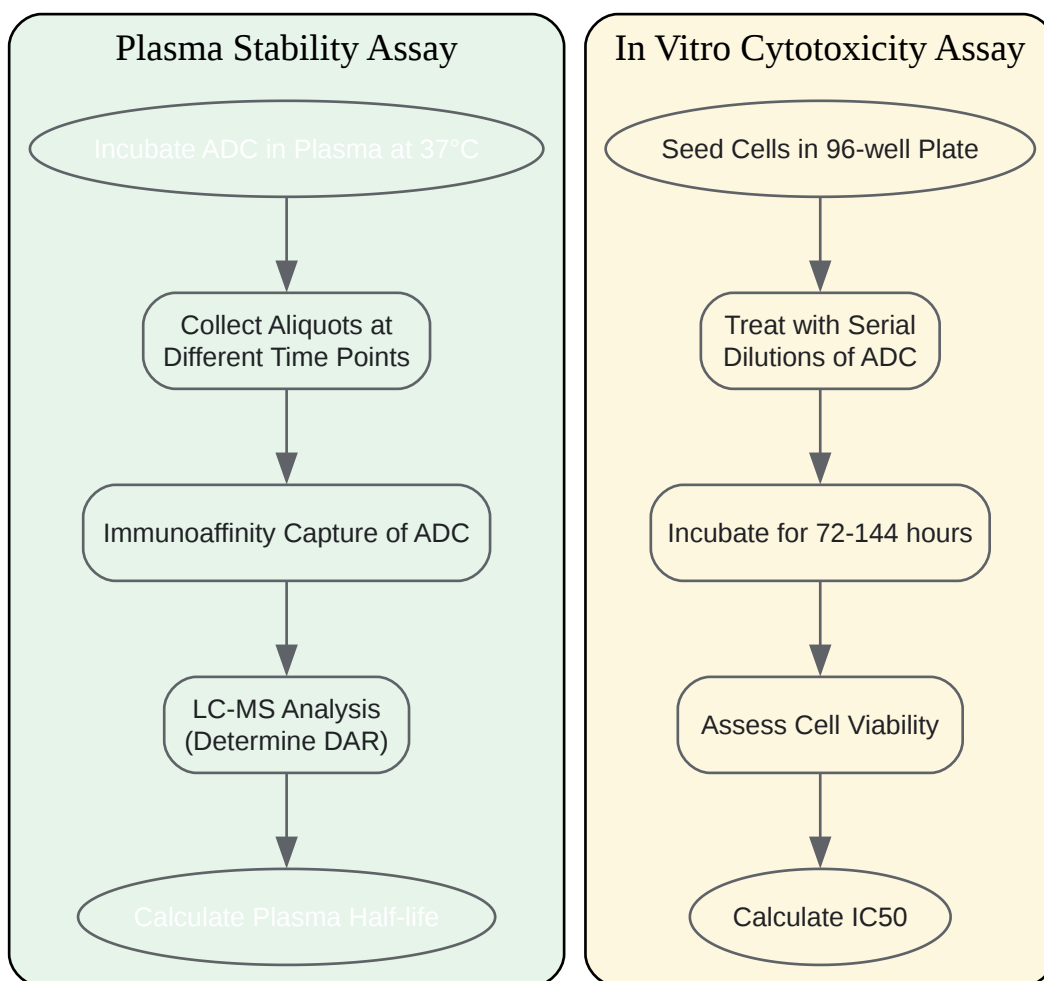 Plasma Stability Assay
Incubate ADC in Plasma at 37°C
Collect Aliquots at
Different Time Points
Immunoaffinity Capture of ADC
LC-MS Analysis
(Determine DAR)
Calculate Plasma Half-life
In Vitro Cytotoxicity Assay
Seed Cells in 96-well Plate
Treat with Serial
Dilutions of ADC
Incubate for 72-144 hours
Assess Cell Viability
Calculate IC50